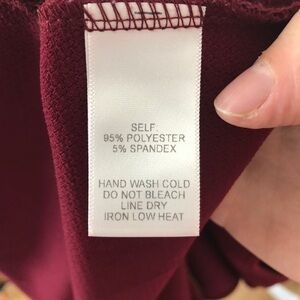 SELF:
95% POLYESTER
5% SPANDEX
HAND WASH COLD
DO NOT BLEACH
LINE DRY
IRON LOW HEAT